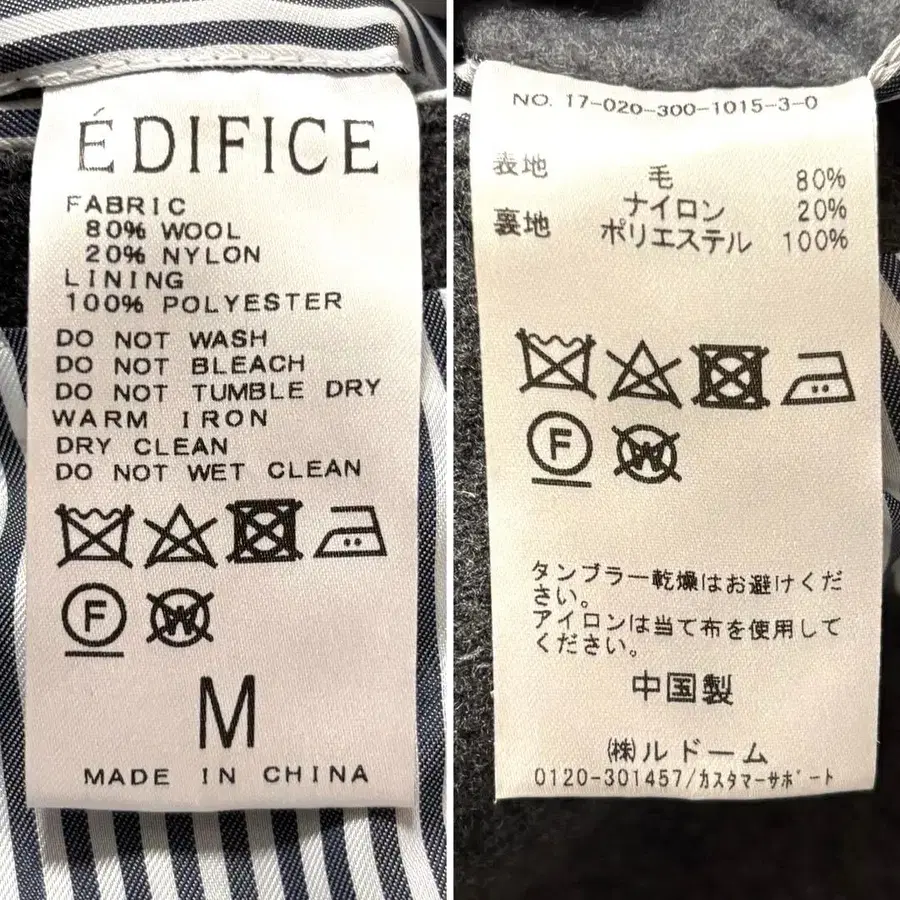 ÉDIFICE
FABRIC
80% WOOL
20% NYLON
LINING
100% POLYESTER
DO NOT WASH
DO NOT BLEACH
DO NOT TUMBLE DRY
WARM IRON
DRY CLEAN
DO NOT WET CLEAN
F W
M
MADE IN CHINA
NO. 17-020-300-1015-3-0
表地 毛 80%
ナイロン 20%
裏地 ポリエステル 100%
F W
タンブラー乾燥はお避けくだ
さい。
アイロンは当て布を使用して
ください。
中国製
㈱ルドーム
0120-301457/カスタマーサポート